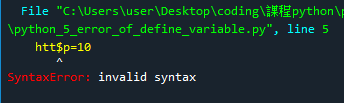 File "C:\Users\user\Desktop\coding\課程python\p
\python_5_error_of_define_variable.py", line 5
htt$p=10
^
SyntaxError: invalid syntax